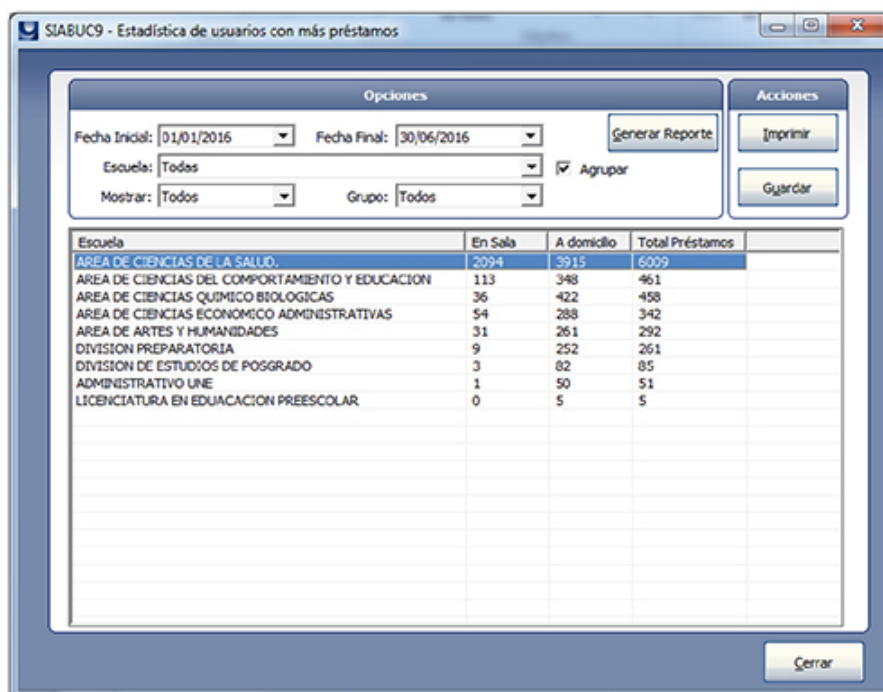 SIABUC9 - Estadística de usuarios con más préstamos
Opciones
Acciones
Fecha Inicial: 01/01/2016 Fecha Final: 30/06/2016 Generar Reporte Imprimir
Escuela: Todas Agrupar
Mostrar: Todos Grupo: Todos Guardar
Escuela En Sala A domicilio Total Préstamos
AREA DE CIENCIAS DE LA SALUD. 2094 3915 6009
AREA DE CIENCIAS DEL COMPORTAMIENTO Y EDUCACION 113 348 461
AREA DE CIENCIAS QUIMICO BIOLOGICAS 36 422 458
AREA DE CIENCIAS ECONOMICO ADMINISTRATIVAS 54 288 342
AREA DE ARTES Y HUMANIDADES 31 261 292
DIVISION PREPARATORIA 9 252 261
DIVISION DE ESTUDIOS DE POSGRADO 3 82 85
ADMINISTRATIVO UNE 1 50 51
LICENCIATURA EN EDUACACION PREESCOLAR 0 5 5
Cerrar